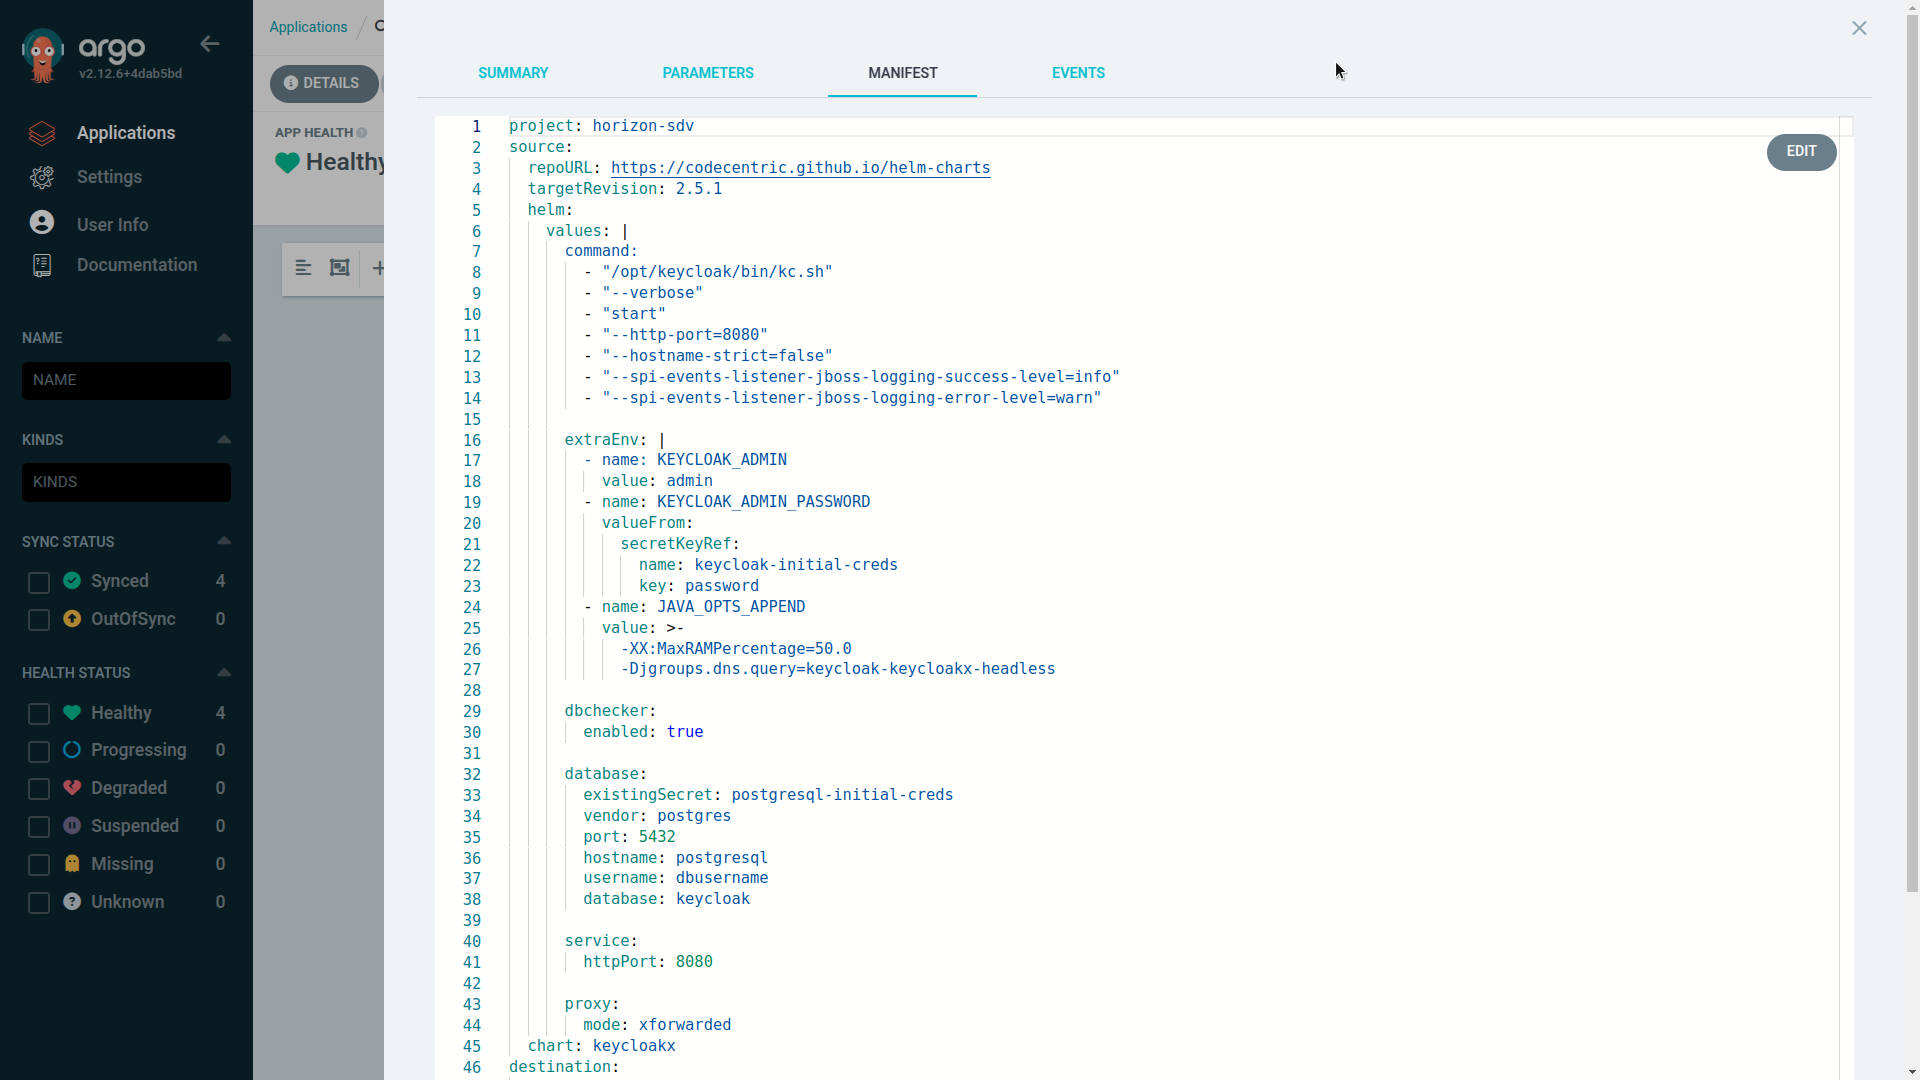 argo
v2.12.6+4dab5bd
Applications
Settings
User Info
Documentation
NAME
NAME
KINDS
KINDS
SYNC STATUS
Synced 4
OutOfSync 0
HEALTH STATUS
Healthy 4
Progressing 0
Degraded 0
Suspended 0
Missing 0
Unknown 0
Applications /
DETAILS
APP HEALTH
Healthy
SUMMARY PARAMETERS MANIFEST EVENTS
EDIT
1 project: horizon-sdv
2 source:
3 repoURL: https://codecentric.github.io/helm-charts
4 targetRevision: 2.5.1
5 helm:
6 values: |
7 command:
8 - "/opt/keycloak/bin/kc.sh"
9 - "--verbose"
10 - "start"
11 - "--http-port=8080"
12 - "--hostname-strict=false"
13 - "--spi-events-listener-jboss-logging-success-level=info"
14 - "--spi-events-listener-jboss-logging-error-level=warn"
15
16 extraEnv: |
17 - name: KEYCLOAK_ADMIN
18 value: admin
19 - name: KEYCLOAK_ADMIN_PASSWORD
20 valueFrom:
21 secretKeyRef:
22 name: keycloak-initial-creds
23 key: password
24 - name: JAVA_OPTS_APPEND
25 value: >-
26 -XX:MaxRAMPercentage=50.0
27 -Djgroups.dns.query=keycloak-keycloakx-headless
28
29 dbchecker:
30 enabled: true
31
32 database:
33 existingSecret: postgresql-initial-creds
34 vendor: postgres
35 port: 5432
36 hostname: postgresql
37 username: dbusername
38 database: keycloak
39
40 service:
41 httpPort: 8080
42
43 proxy:
44 mode: xforwarded
45 chart: keycloakx
46 destination: